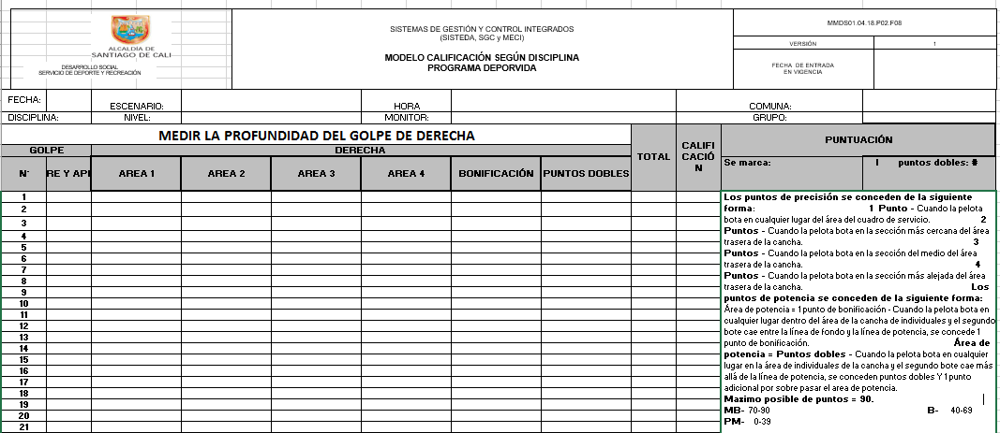 ALCALDÍA DE
SANTIAGO DE CALI
DESARROLLO SOCIAL
SERVICIO DE DEPORTE Y RECREACIÓN
SISTEMAS DE GESTIÓN Y CONTROL INTEGRADOS
(SISTEDA, SGC y MECI)
MODELO CALIFICACIÓN SEGÚN DISCIPLINA
PROGRAMA DEPORVIDA
MMDS01.04.18.P02.F08
VERSIÓN 1
FECHA DE ENTRADA
EN VIGENCIA
FECHA: ESCENARIO: HORA COMUNA:
DISCIPLINA: NIVEL: MONITOR: GRUPO:
MEDIR LA PROFUNDIDAD DEL GOLPE DE DERECHA
GOLPE DERECHA
N° RE Y API AREA 1 AREA 2 AREA 3 AREA 4 BONIFICACIÓN PUNTOS DOBLES
TOTAL
CALIFI
CACIÓ
N
PUNTUACIÓN
Se marca: I puntos dobles: #
1
2
3
4
5
6
7
8
9
10
11
12
13
14
15
16
17
18
19
20
21
Los puntos de precisión se conceden de la siguiente
forma: 1 Punto - Cuando la pelota
bota en cualquier lugar del área del cuadro de servicio. 2
Puntos - Cuando la pelota bota en la sección más cercana del área
trasera de la cancha. 3
Puntos - Cuando la pelota bota en la sección del medio del área
trasera de la cancha. 4
Puntos - Cuando la pelota bota en la sección más alejada del área
trasera de la cancha. Los
puntos de potencia se conceden de la siguiente forma:
Área de potencia = 1 punto de bonificación - Cuando la pelota bota en
cualquier lugar dentro del área de la cancha de individuales y el segundo
bote cae entre la línea de fondo y la línea de potencia, se concede 1
punto de bonificación. Área de
potencia = Puntos dobles - Cuando la pelota bota en cualquier
lugar en la área de individuales de la cancha y el segundo bote cae más
allá de la línea de potencia, se conceden puntos dobles Y 1 punto
adicional por sobre pasar el area de potencia.
Maximo posible de puntos = 90.
MB- 70-90 B- 40-69
PM- 0-39